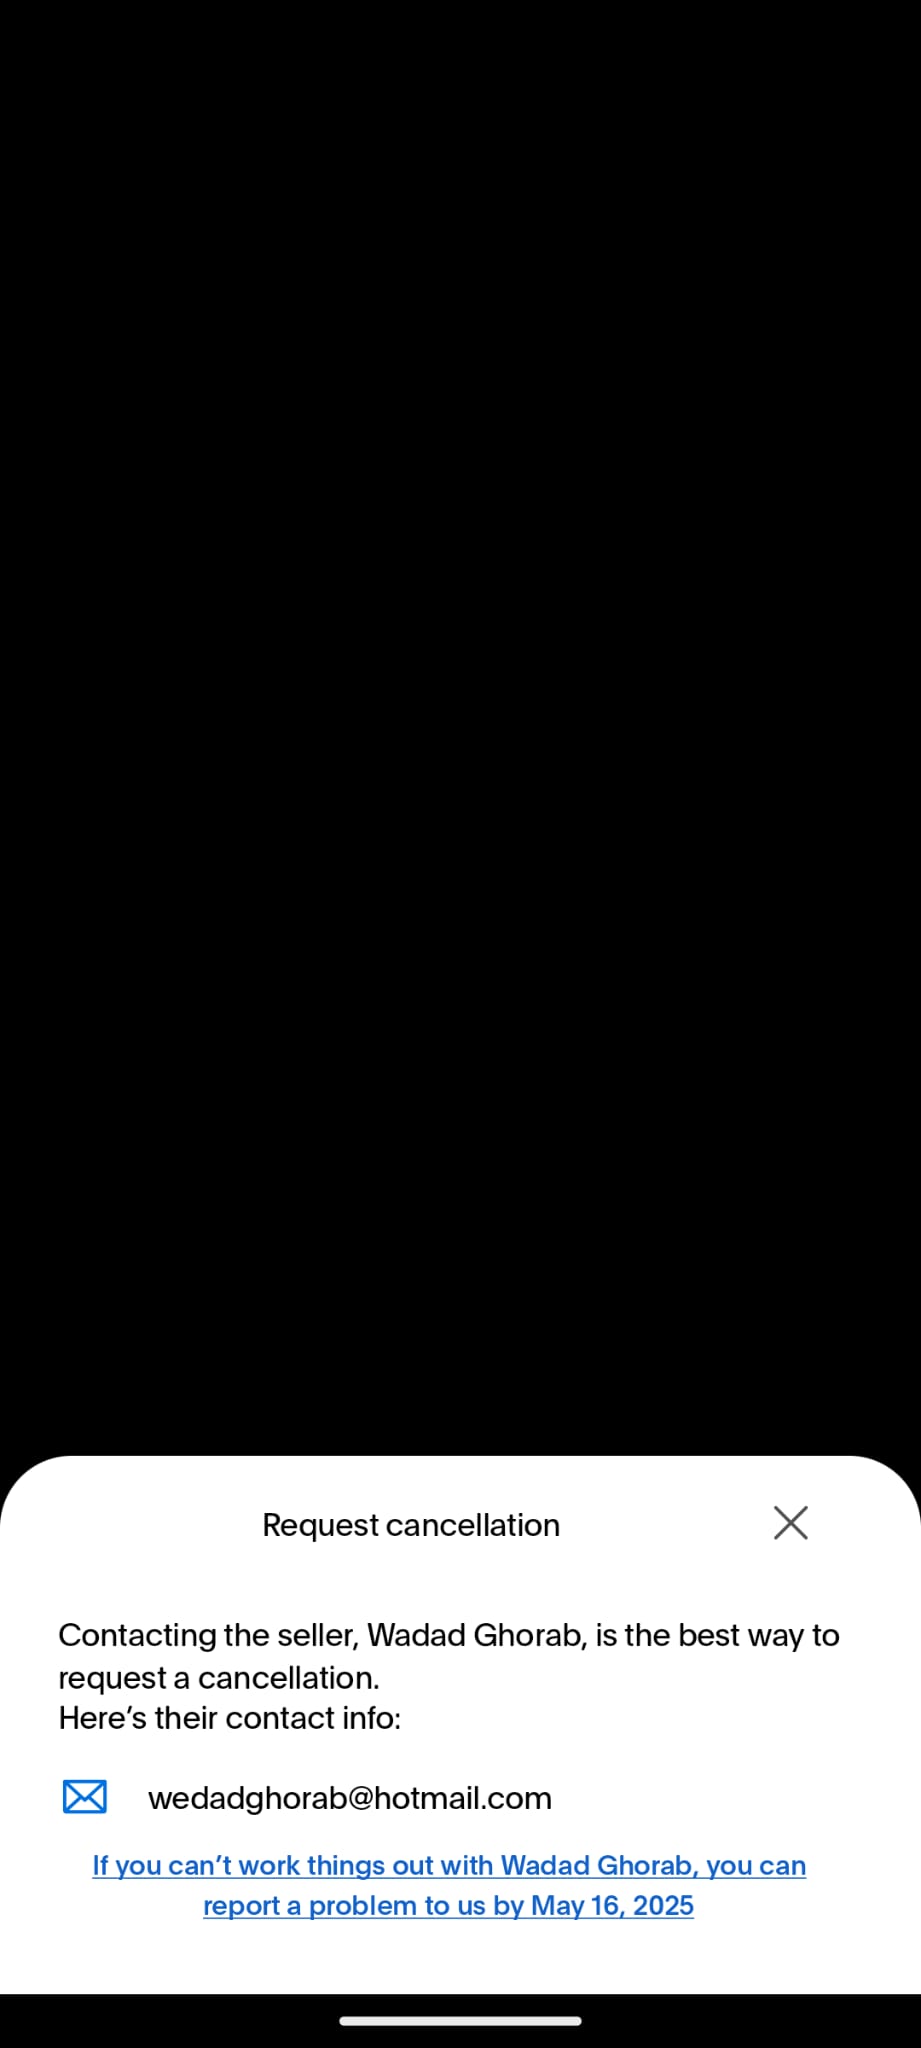 Request cancellation
Contacting the seller, Wadad Ghorab, is the best way to
request a cancellation.
Here's their contact info:
wedadghorab@hotmail.com
If you can't work things out with Wadad Ghorab, you can
report a problem to us by May 16, 2025